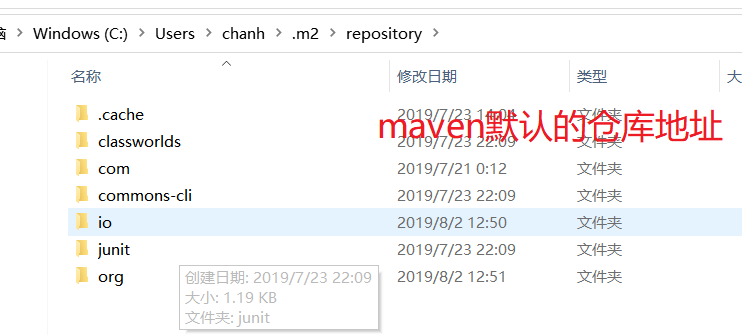 脑 > Windows (C:) > Users > chanh > .m2 > repository >
名称 修改日期 类型 大
.cache 2019/7/23 14:04 文件夹
maven默认的仓库地址
classworlds 2019/7/23 22:09 文件夹
com 2019/7/21 0:12 文件夹
commons-cli 2019/7/23 22:09 文件夹
io 2019/8/2 12:50 文件夹
junit 2019/7/23 22:09 文件夹
org 2019/8/2 12:51 文件夹
创建日期: 2019/7/23 22:09
大小: 1.19 KB
文件夹: junit